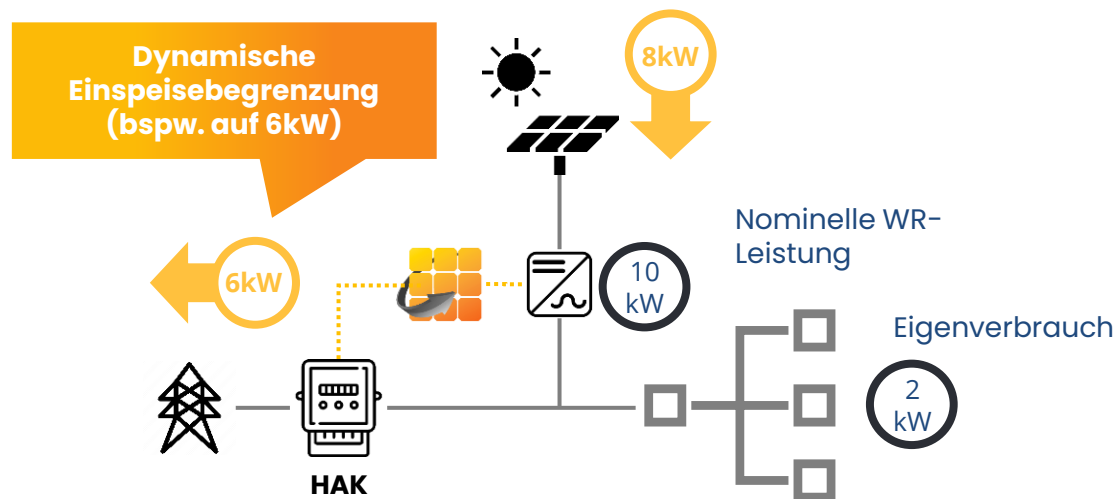 Dynamische
Einspeisebegrenzung
(bspw. auf 6kW)
8kW
Nominelle WR-
Leistung
6kW
10
kW
Eigenverbrauch
2
kW
HAK